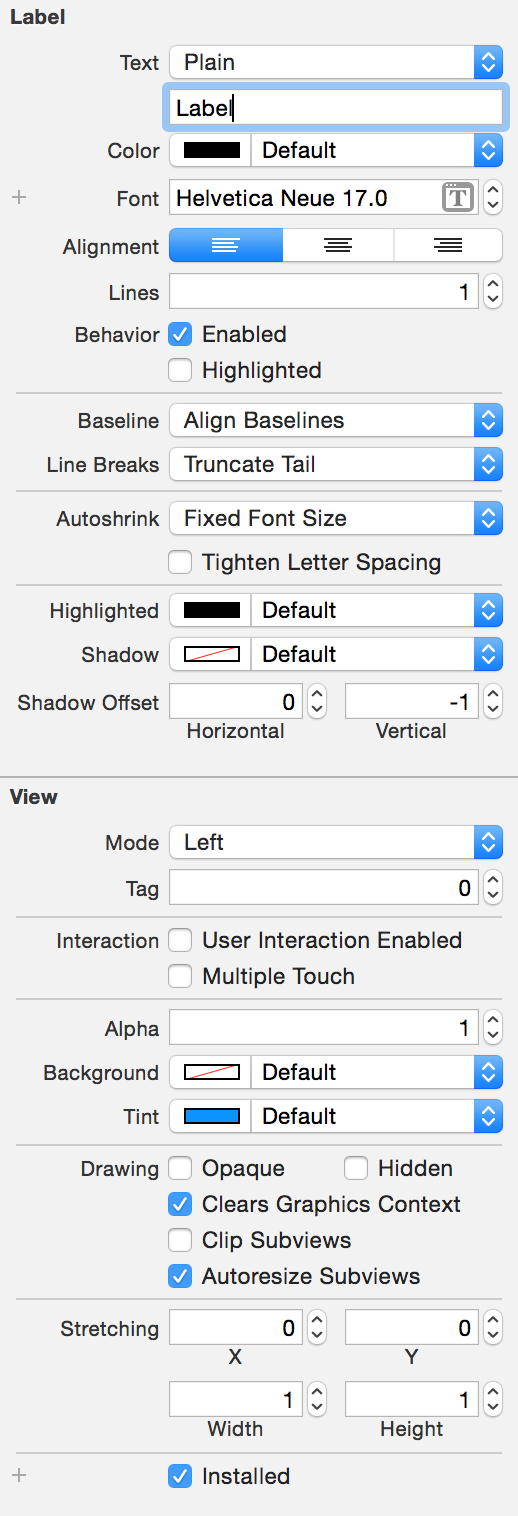 Label
Text Plain
Label
Color Default
Font Helvetica Neue 17.0 T
Alignment
Lines 1
Behavior Enabled
Highlighted
Baseline Align Baselines
Line Breaks Truncate Tail
Autoshrink Fixed Font Size
Tighten Letter Spacing
Highlighted Default
Shadow Default
Shadow Offset 0 -1
Horizontal Vertical
View
Mode Left
Tag 0
Interaction User Interaction Enabled
Multiple Touch
Alpha 1
Background Default
Tint Default
Drawing Opaque Hidden
Clears Graphics Context
Clip Subviews
Autoresize Subviews
Stretching 0 0
X Y
1 1
Width Height
Installed